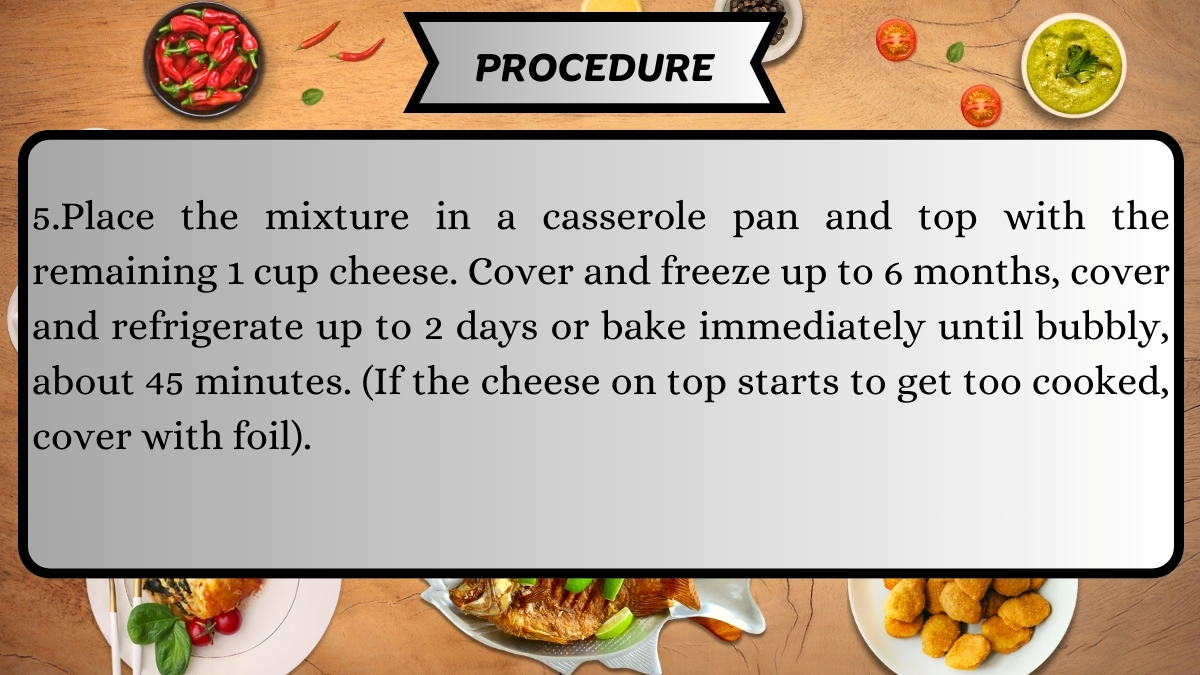 PROCEDURE
5.Place the mixture in a casserole pan and top with the
remaining 1 cup cheese. Cover and freeze up to 6 months, cover
and refrigerate up to 2 days or bake immediately until bubbly,
about 45 minutes. (If the cheese on top starts to get too cooked,
cover with foil).